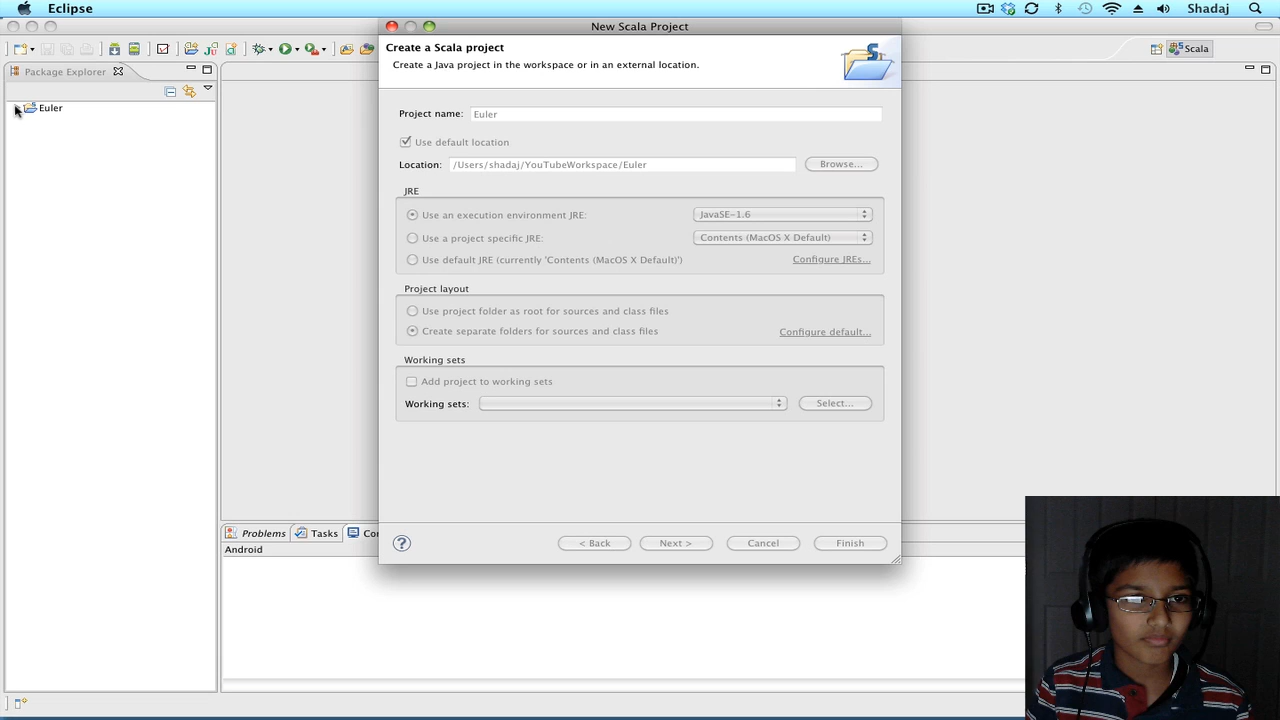 Eclipse
Shadaj
New Scala Project
Create a Scala project
Create a Java project in the workspace or in an external location.
Scala
Package Explorer
Euler
Project name: Euler
Use default location
Location: /Users/shadaj/YouTubeWorkspace/Euler Browse...
JRE
Use an execution environment JRE: JavaSE-1.6
Use a project specific JRE: Contents (MacOS X Default)
Use default JRE (currently 'Contents (MacOS X Default)') Configure JREs...
Project layout
Use project folder as root for sources and class files
Create separate folders for sources and class files Configure default...
Working sets
Add project to working sets
Working sets: Select...
Problems Tasks Co
Android
? < Back Next > Cancel Finish